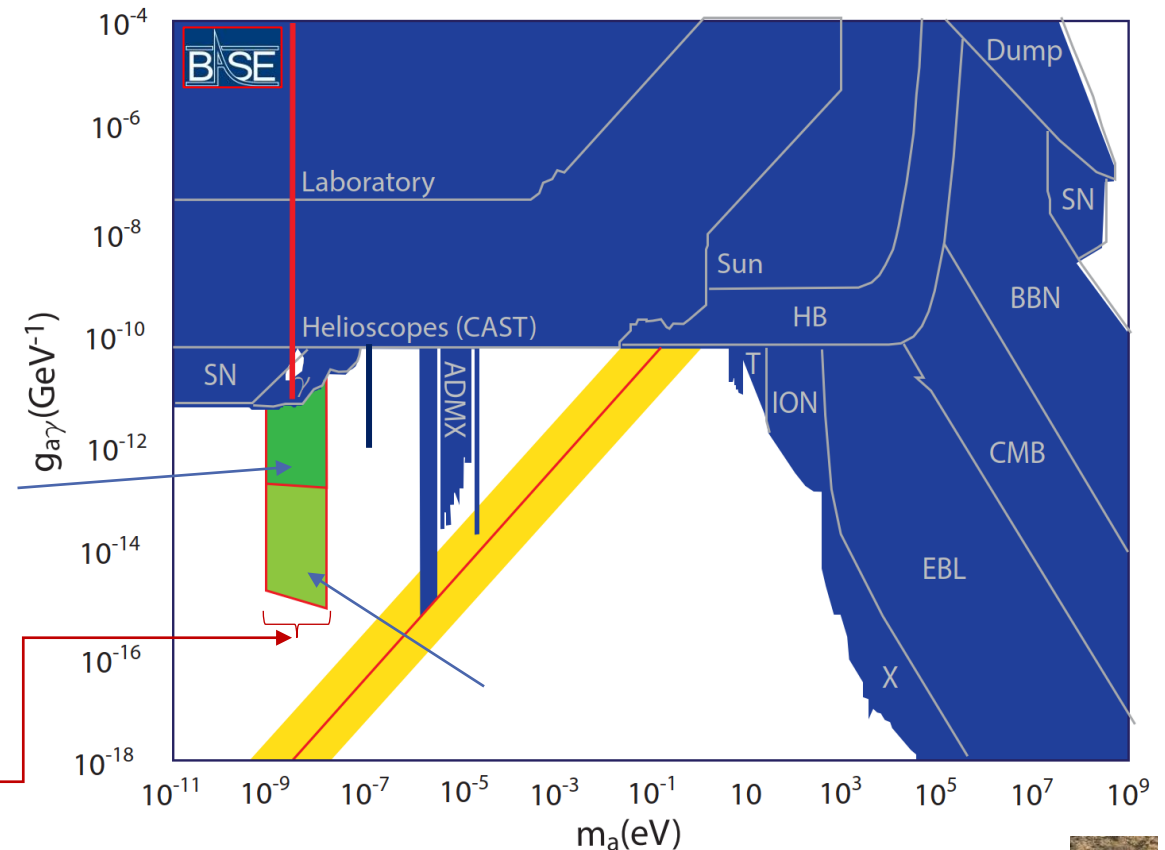 10⁻⁴
10⁻⁶
10⁻⁸
10⁻¹⁰
10⁻¹²
10⁻¹⁴
10⁻¹⁶
10⁻¹⁸
gₐᵧ(GeV⁻¹)
BASE
Dump
Laboratory
SN
Sun
BBN
HB
Helioscopes (CAST)
SN
γ
ADMX
T
ION
CMB
EBL
X
10⁻¹¹ 10⁻⁹ 10⁻⁷ 10⁻⁵ 10⁻³ 10⁻¹ 10 10³ 10⁵ 10⁷ 10⁹
mₐ(eV)